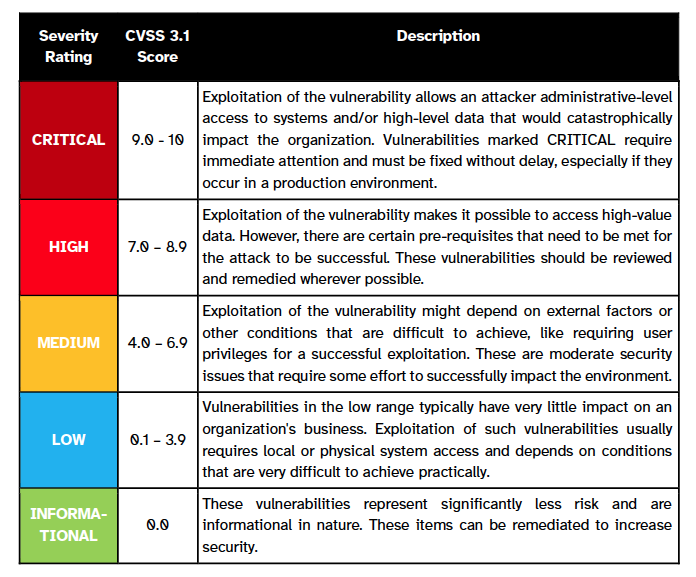 Severity Rating
CVSS 3.1 Score
Description
CRITICAL
9.0 - 10
Exploitation of the vulnerability allows an attacker administrative-level
access to systems and/or high-level data that would catastrophically
impact the organization. Vulnerabilities marked CRITICAL require
immediate attention and must be fixed without delay, especially if they
occur in a production environment.
HIGH
7.0 – 8.9
Exploitation of the vulnerability makes it possible to access high-value
data. However, there are certain pre-requisites that need to be met for
the attack to be successful. These vulnerabilities should be reviewed
and remedied wherever possible.
MEDIUM
4.0 – 6.9
Exploitation of the vulnerability might depend on external factors or
other conditions that are difficult to achieve, like requiring user
privileges for a successful exploitation. These are moderate security
issues that require some effort to successfully impact the environment.
LOW
0.1 – 3.9
Vulnerabilities in the low range typically have very little impact on an
organization's business. Exploitation of such vulnerabilities usually
requires local or physical system access and depends on conditions
that are very difficult to achieve practically.
INFORMA-
TIONAL
0.0
These vulnerabilities represent significantly less risk and are
informational in nature. These items can be remediated to increase
security.